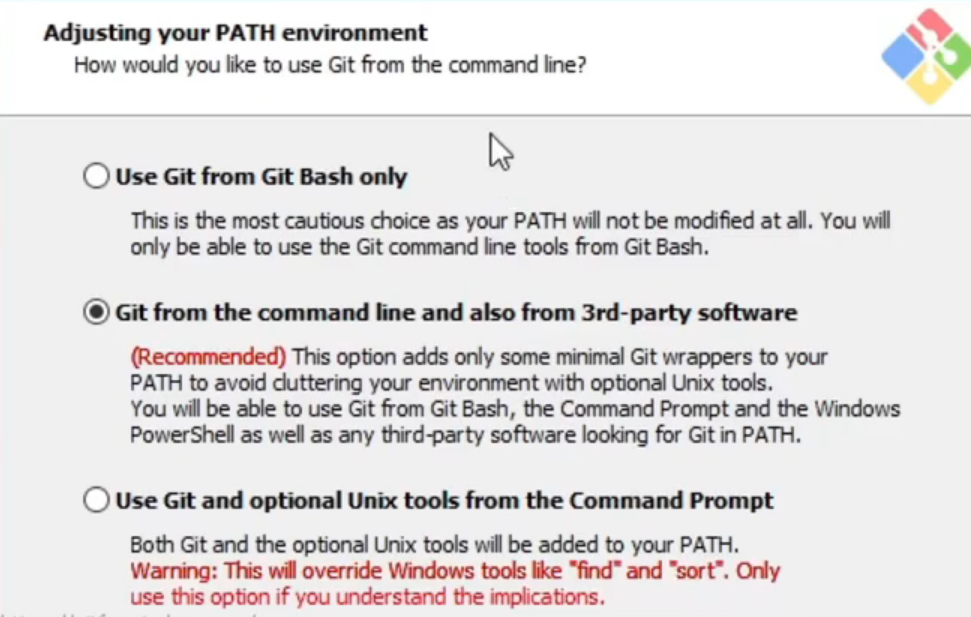 Adjusting your PATH environment
How would you like to use Git from the command line?
Use Git from Git Bash only
This is the most cautious choice as your PATH will not be modified at all. You will
only be able to use the Git command line tools from Git Bash.
Git from the command line and also from 3rd-party software
(Recommended) This option adds only some minimal Git wrappers to your
PATH to avoid cluttering your environment with optional Unix tools.
You will be able to use Git from Git Bash, the Command Prompt and the Windows
PowerShell as well as any third-party software looking for Git in PATH.
Use Git and optional Unix tools from the Command Prompt
Both Git and the optional Unix tools will be added to your PATH.
Warning: This will override Windows tools like "find" and "sort". Only
use this option if you understand the implications.